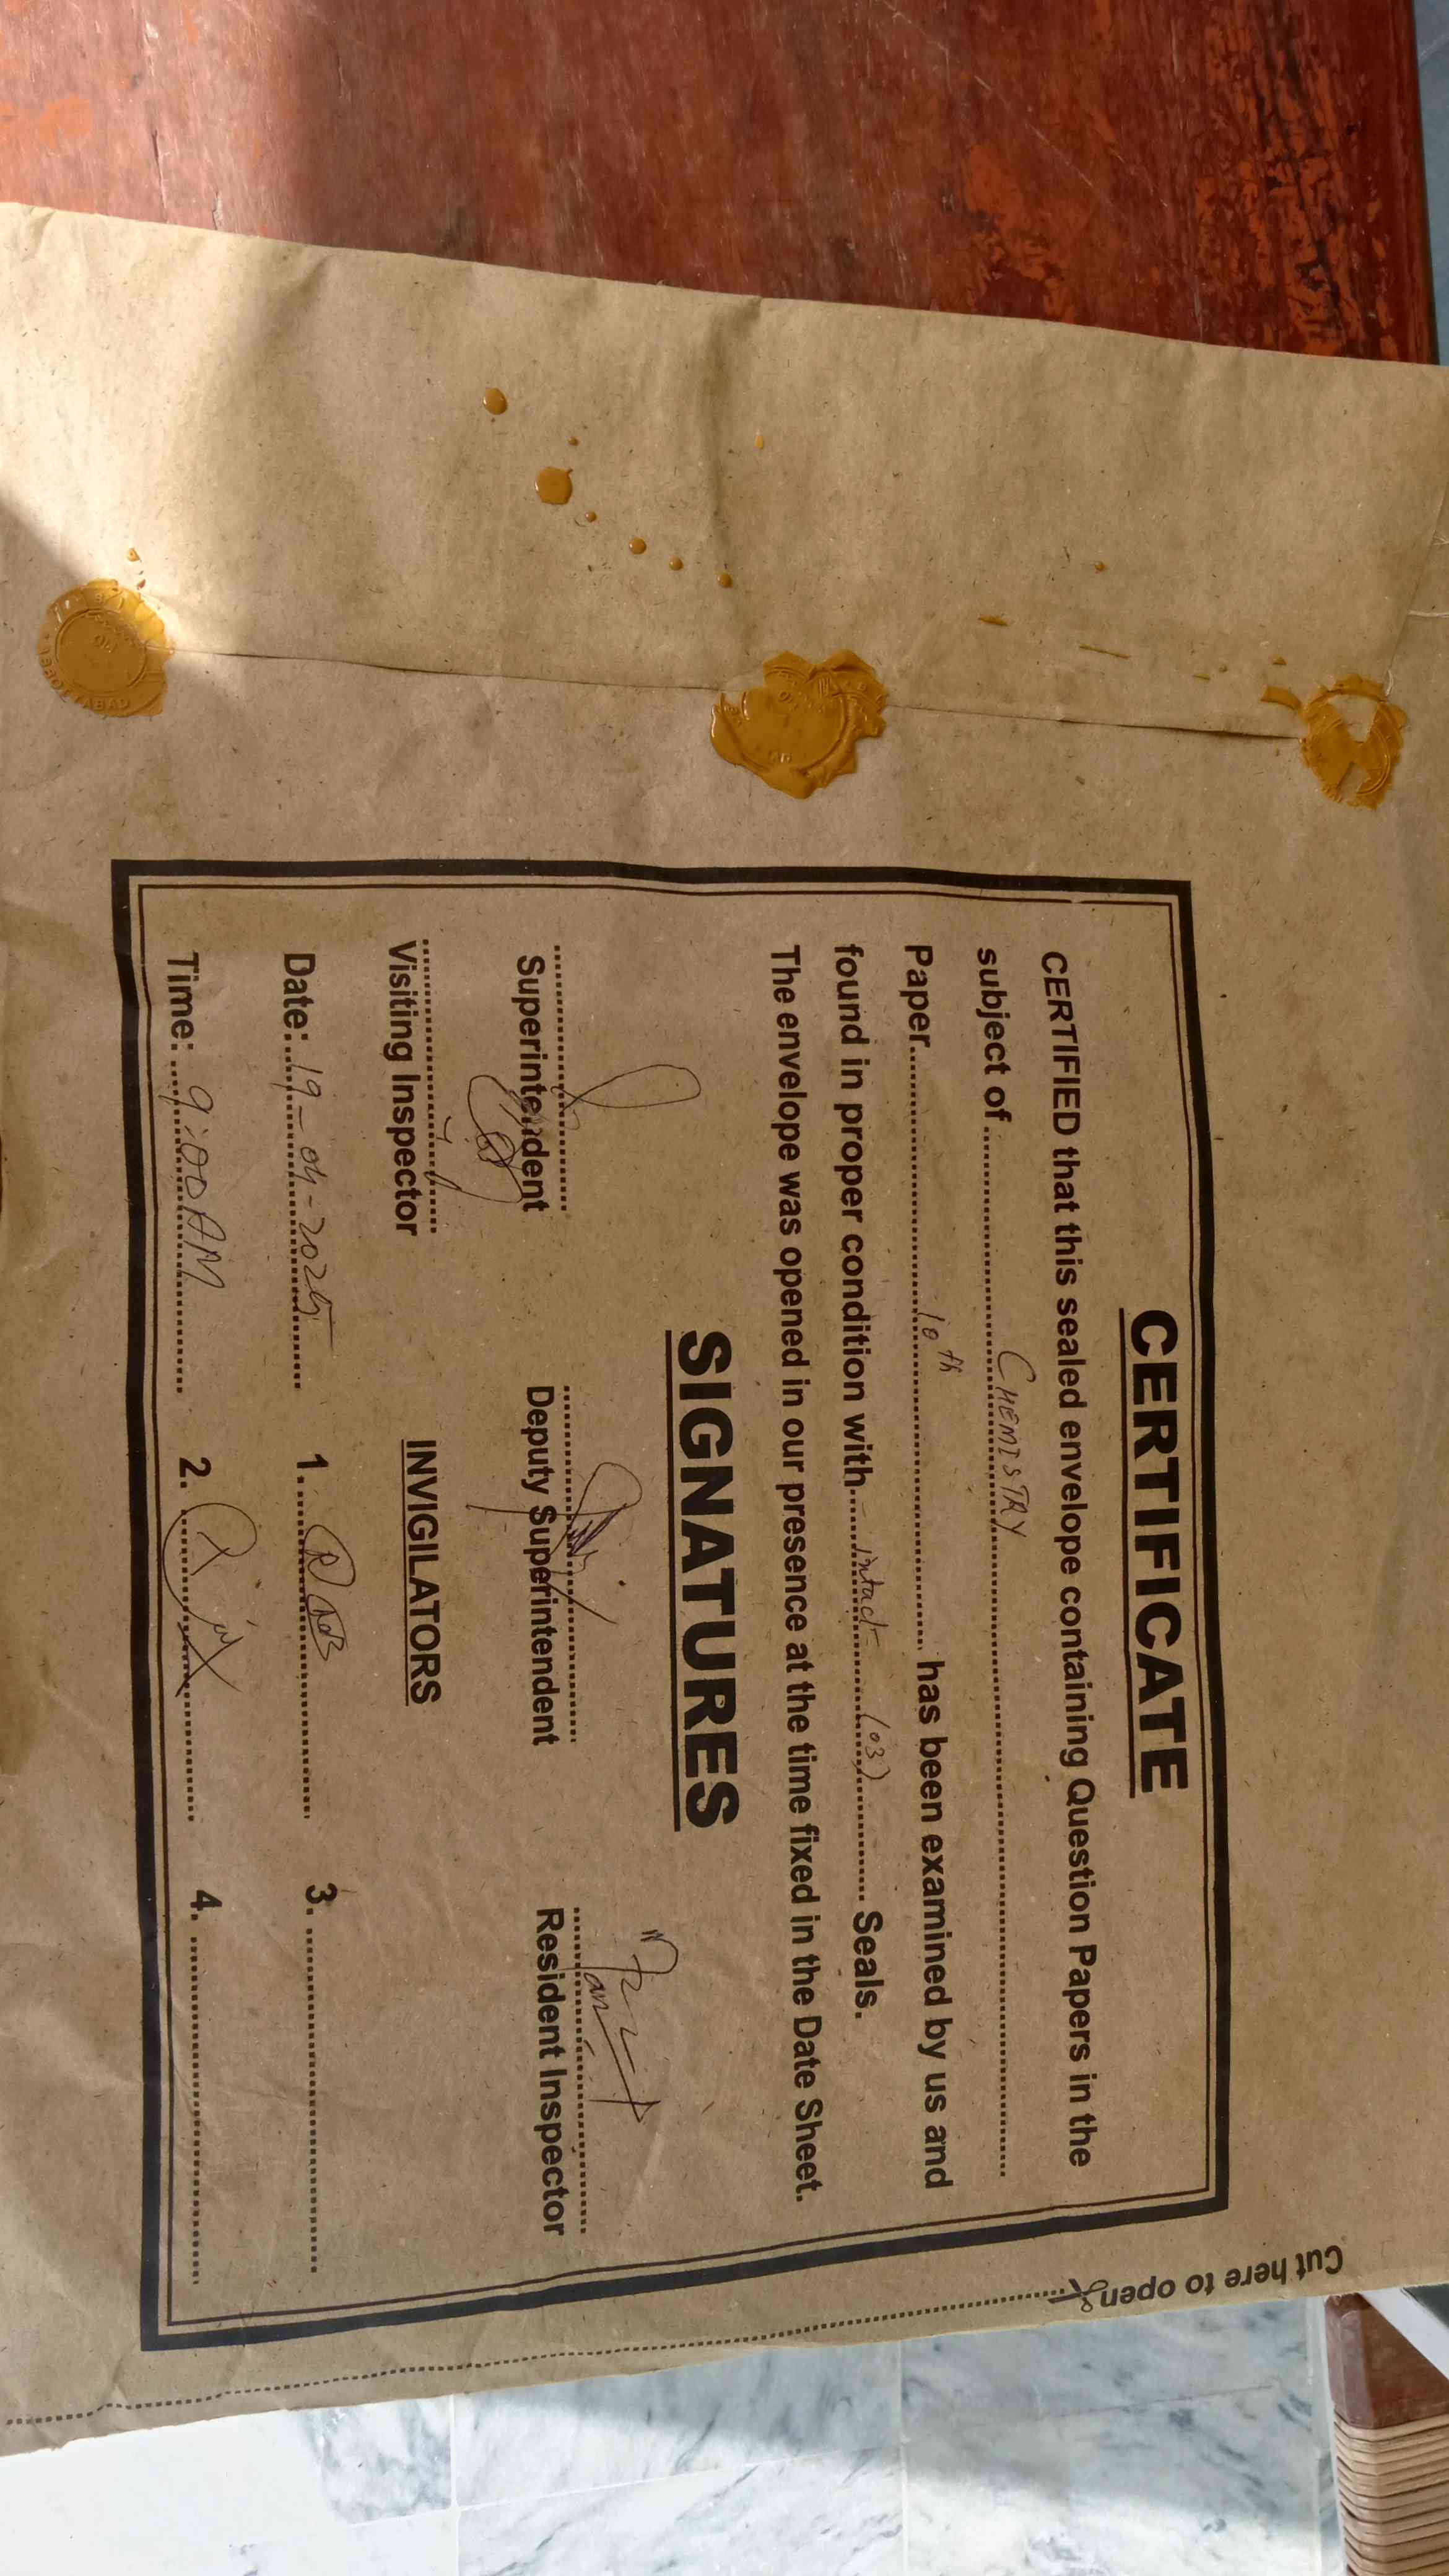 CERTIFICATE
CERTIFIED that this sealed envelope containing Question Papers in the
subject of ........ CHEMISTRY ........
Paper ........ 10th ........ has been examined by us and
found in proper condition with ........ intact (03) ........ Seals.
The envelope was opened in our presence at the time fixed in the Date Sheet.
SIGNATURES
Superintendent Deputy Superintendent Resident Inspector
Visiting Inspector
INVIGILATORS
Date: 19-04-2025 1. 3.
Time: 9:00AM 2. 4.
Cut here to open
ABBOTTABAD